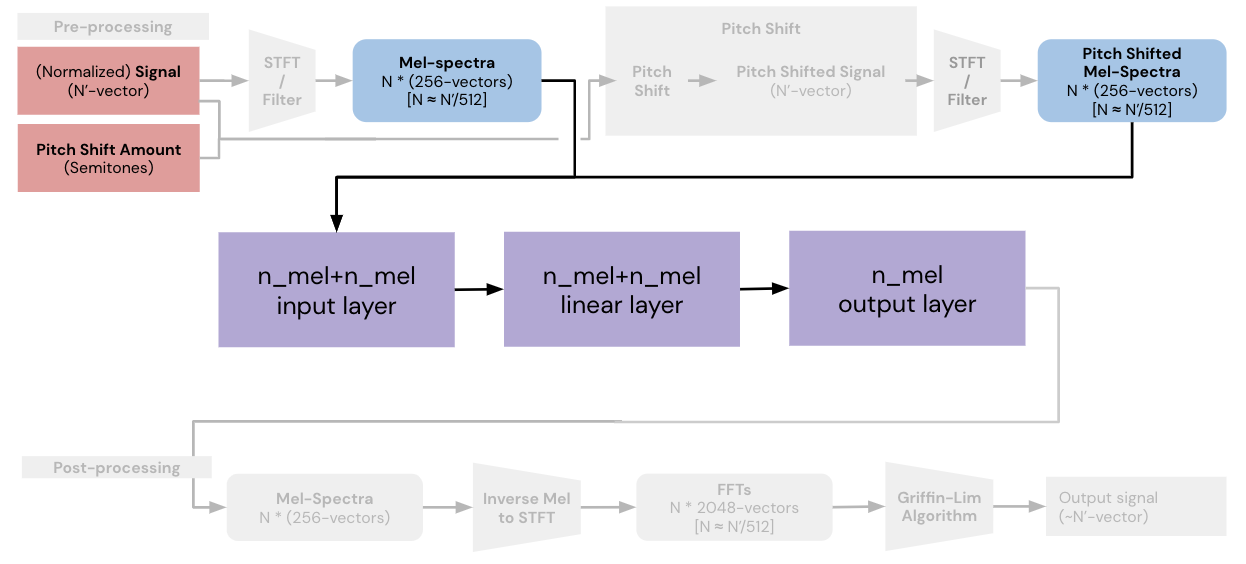 Pre-processing
(Normalized) Signal
(N’-vector)
Pitch Shift Amount
(Semitones)
STFT
/
Filter
Mel-spectra
N * (256-vectors)
[N ≈ N’/512]
Pitch Shift
Pitch
Shift
Pitch Shifted Signal
(N’-vector)
STFT
/
Filter
Pitch Shifted
Mel-Spectra
N * (256-vectors)
[N ≈ N’/512]
n_mel+n_mel
input layer
n_mel+n_mel
linear layer
n_mel
output layer
Post-processing
Mel-Spectra
N * (256-vectors)
Inverse Mel
to STFT
FFTs
N * 2048-vectors
[N ≈ N’/512]
Griffin-Lim
Algorithm
Output signal
(~N’-vector)